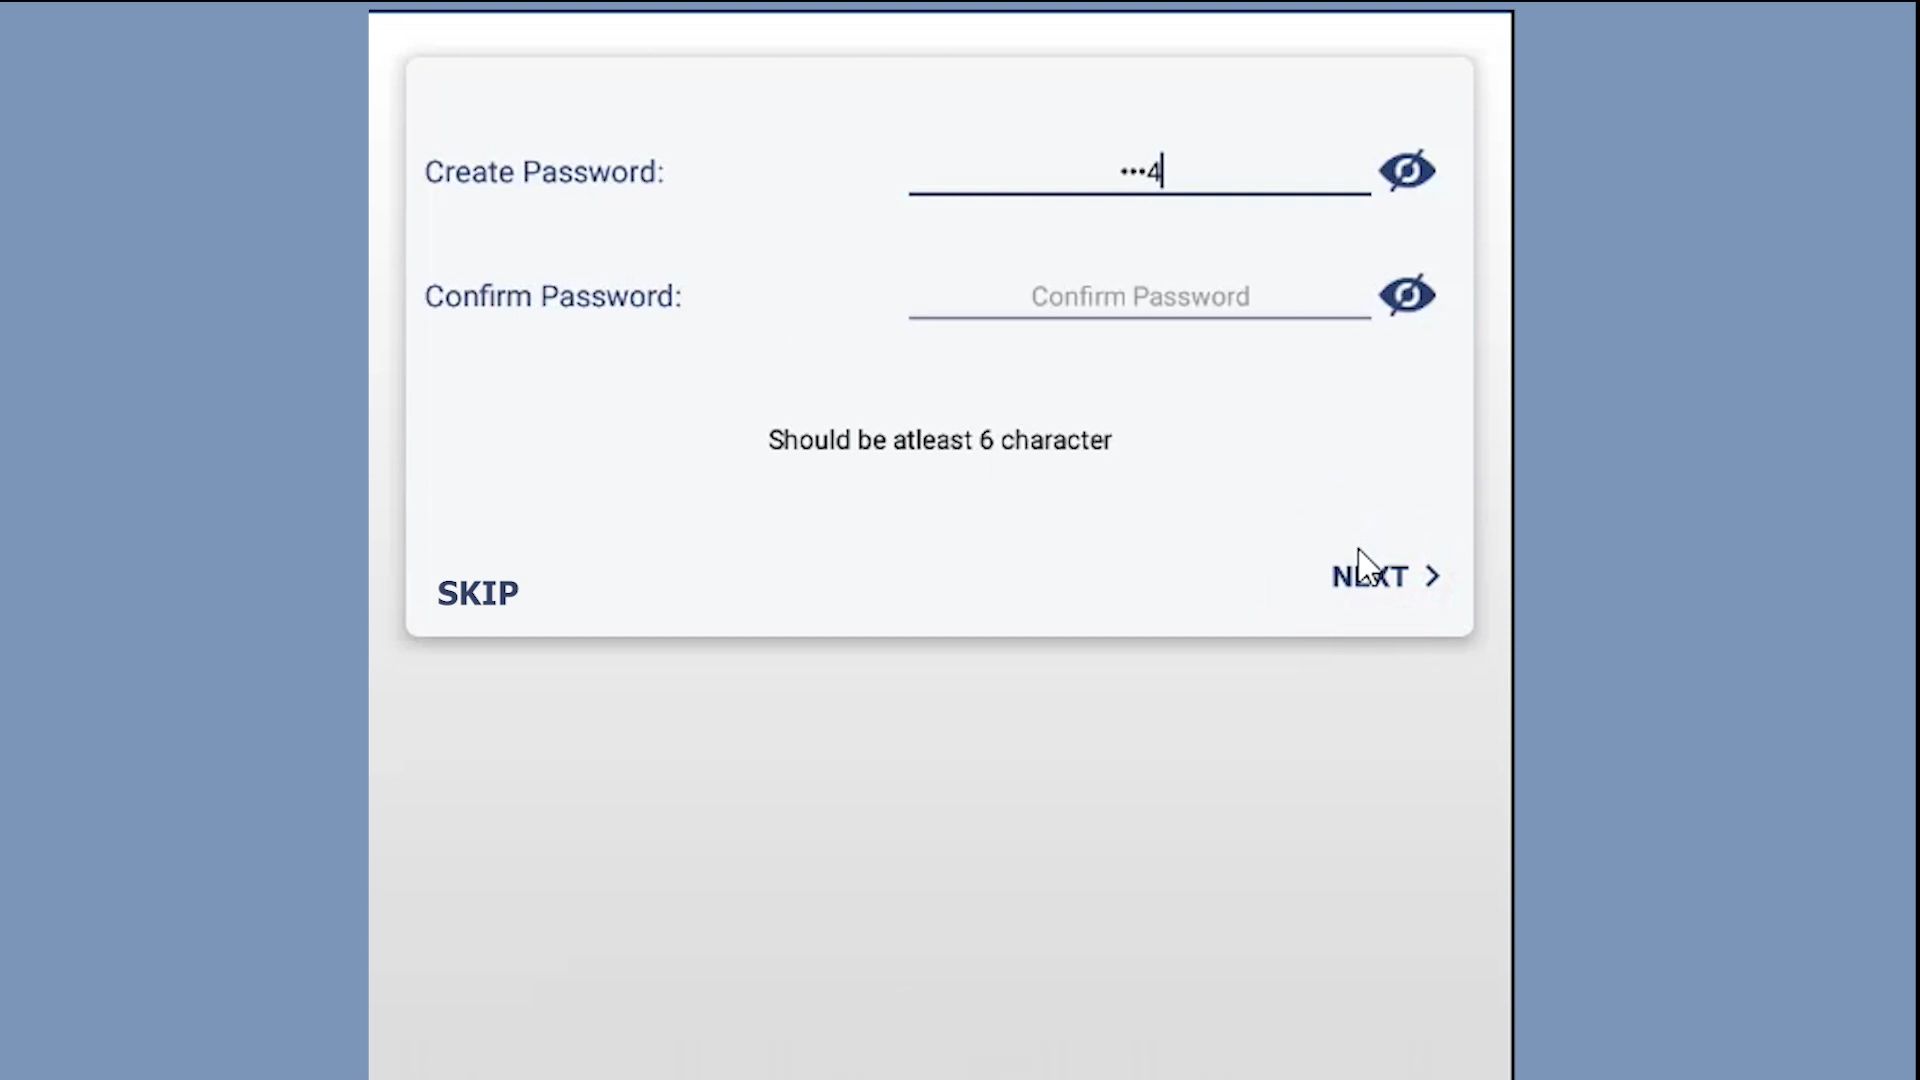 Create Password: •••4
Confirm Password: Confirm Password
Should be atleast 6 character
SKIP
NEXT >